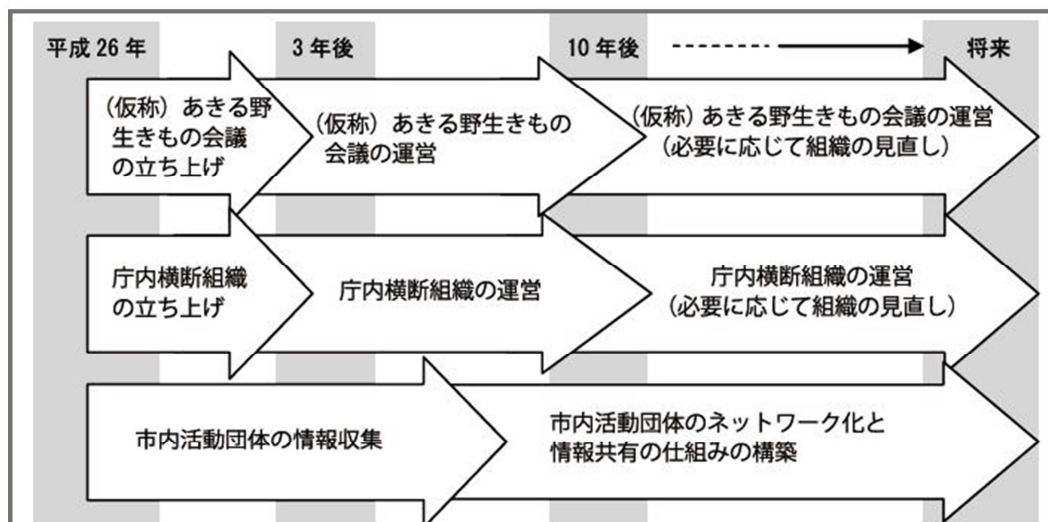 平成 26 年
3 年後
10 年後
将来
（仮称）あきる野
生きもの会議
の立ち上げ
（仮称）あきる野生きもの
会議の運営
（仮称）あきる野生きもの会議の運営
（必要に応じて組織の見直し）
庁内横断組織
の立ち上げ
庁内横断組織の運営
庁内横断組織の運営
（必要に応じて組織の見直し）
市内活動団体の情報収集
市内活動団体のネットワーク化と
情報共有の仕組みの構築